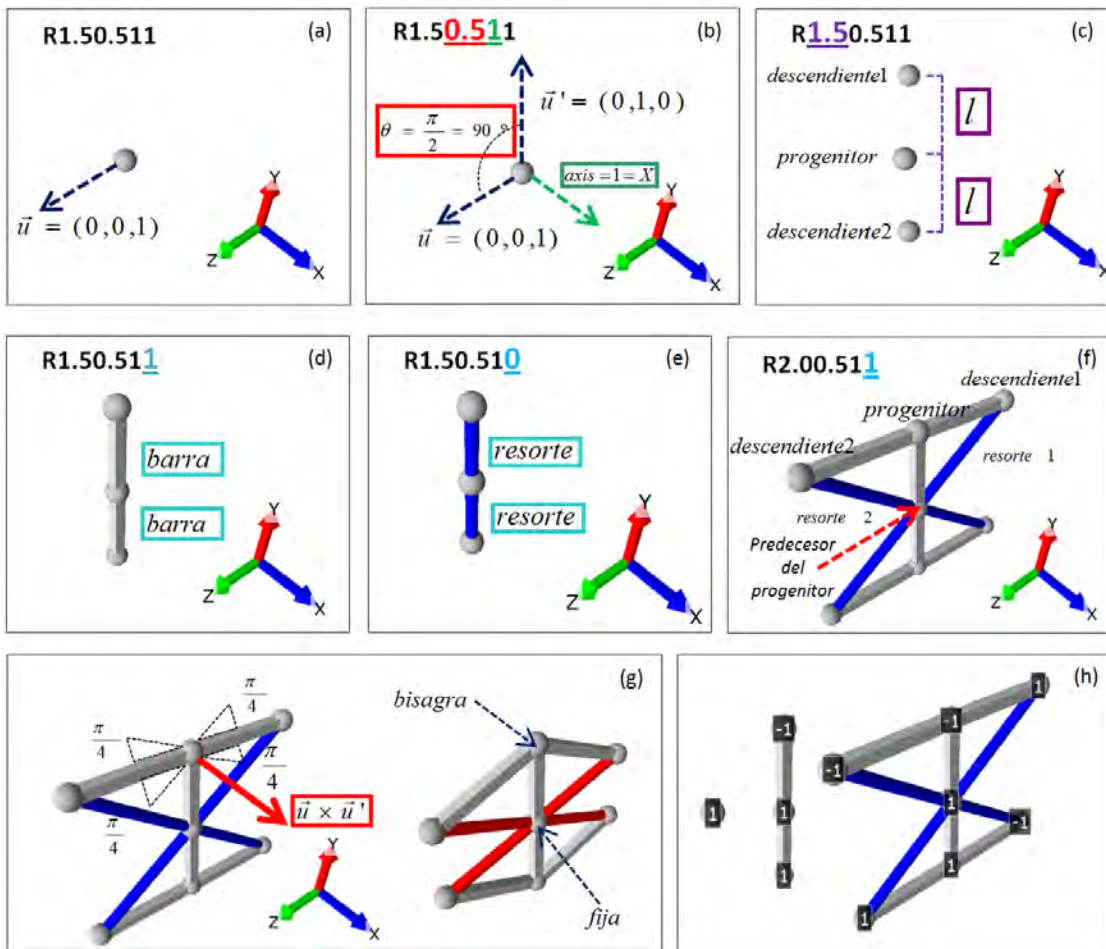 R1.50.511
(a)
u⃗ = (0,0,1)
Y
Z
X
R1.50.511
(b)
u⃗ ' = (0,1,0)
θ = π/2 = 90 º
axis =1= X
u⃗ = (0,0,1)
Y
Z
X
R1.50.511
(c)
descendiente1
l
progenitor
l
descendiente2
Y
Z
X
R1.50.511
(d)
barra
barra
Y
Z
X
R1.50.510
(e)
resorte
resorte
Y
Z
X
R2.00.511
(f)
descendiente1
progenitor
descendiente2
resorte 1
resorte 2
Predecesor
del
progenitor
Y
Z
X
(g)
π/4
π/4
π/4
π/4
u⃗ × u⃗ '
Y
Z
X
bisagra
fija
(h)
1
-1
1
1
1
-1
-1
1
-1
1
1